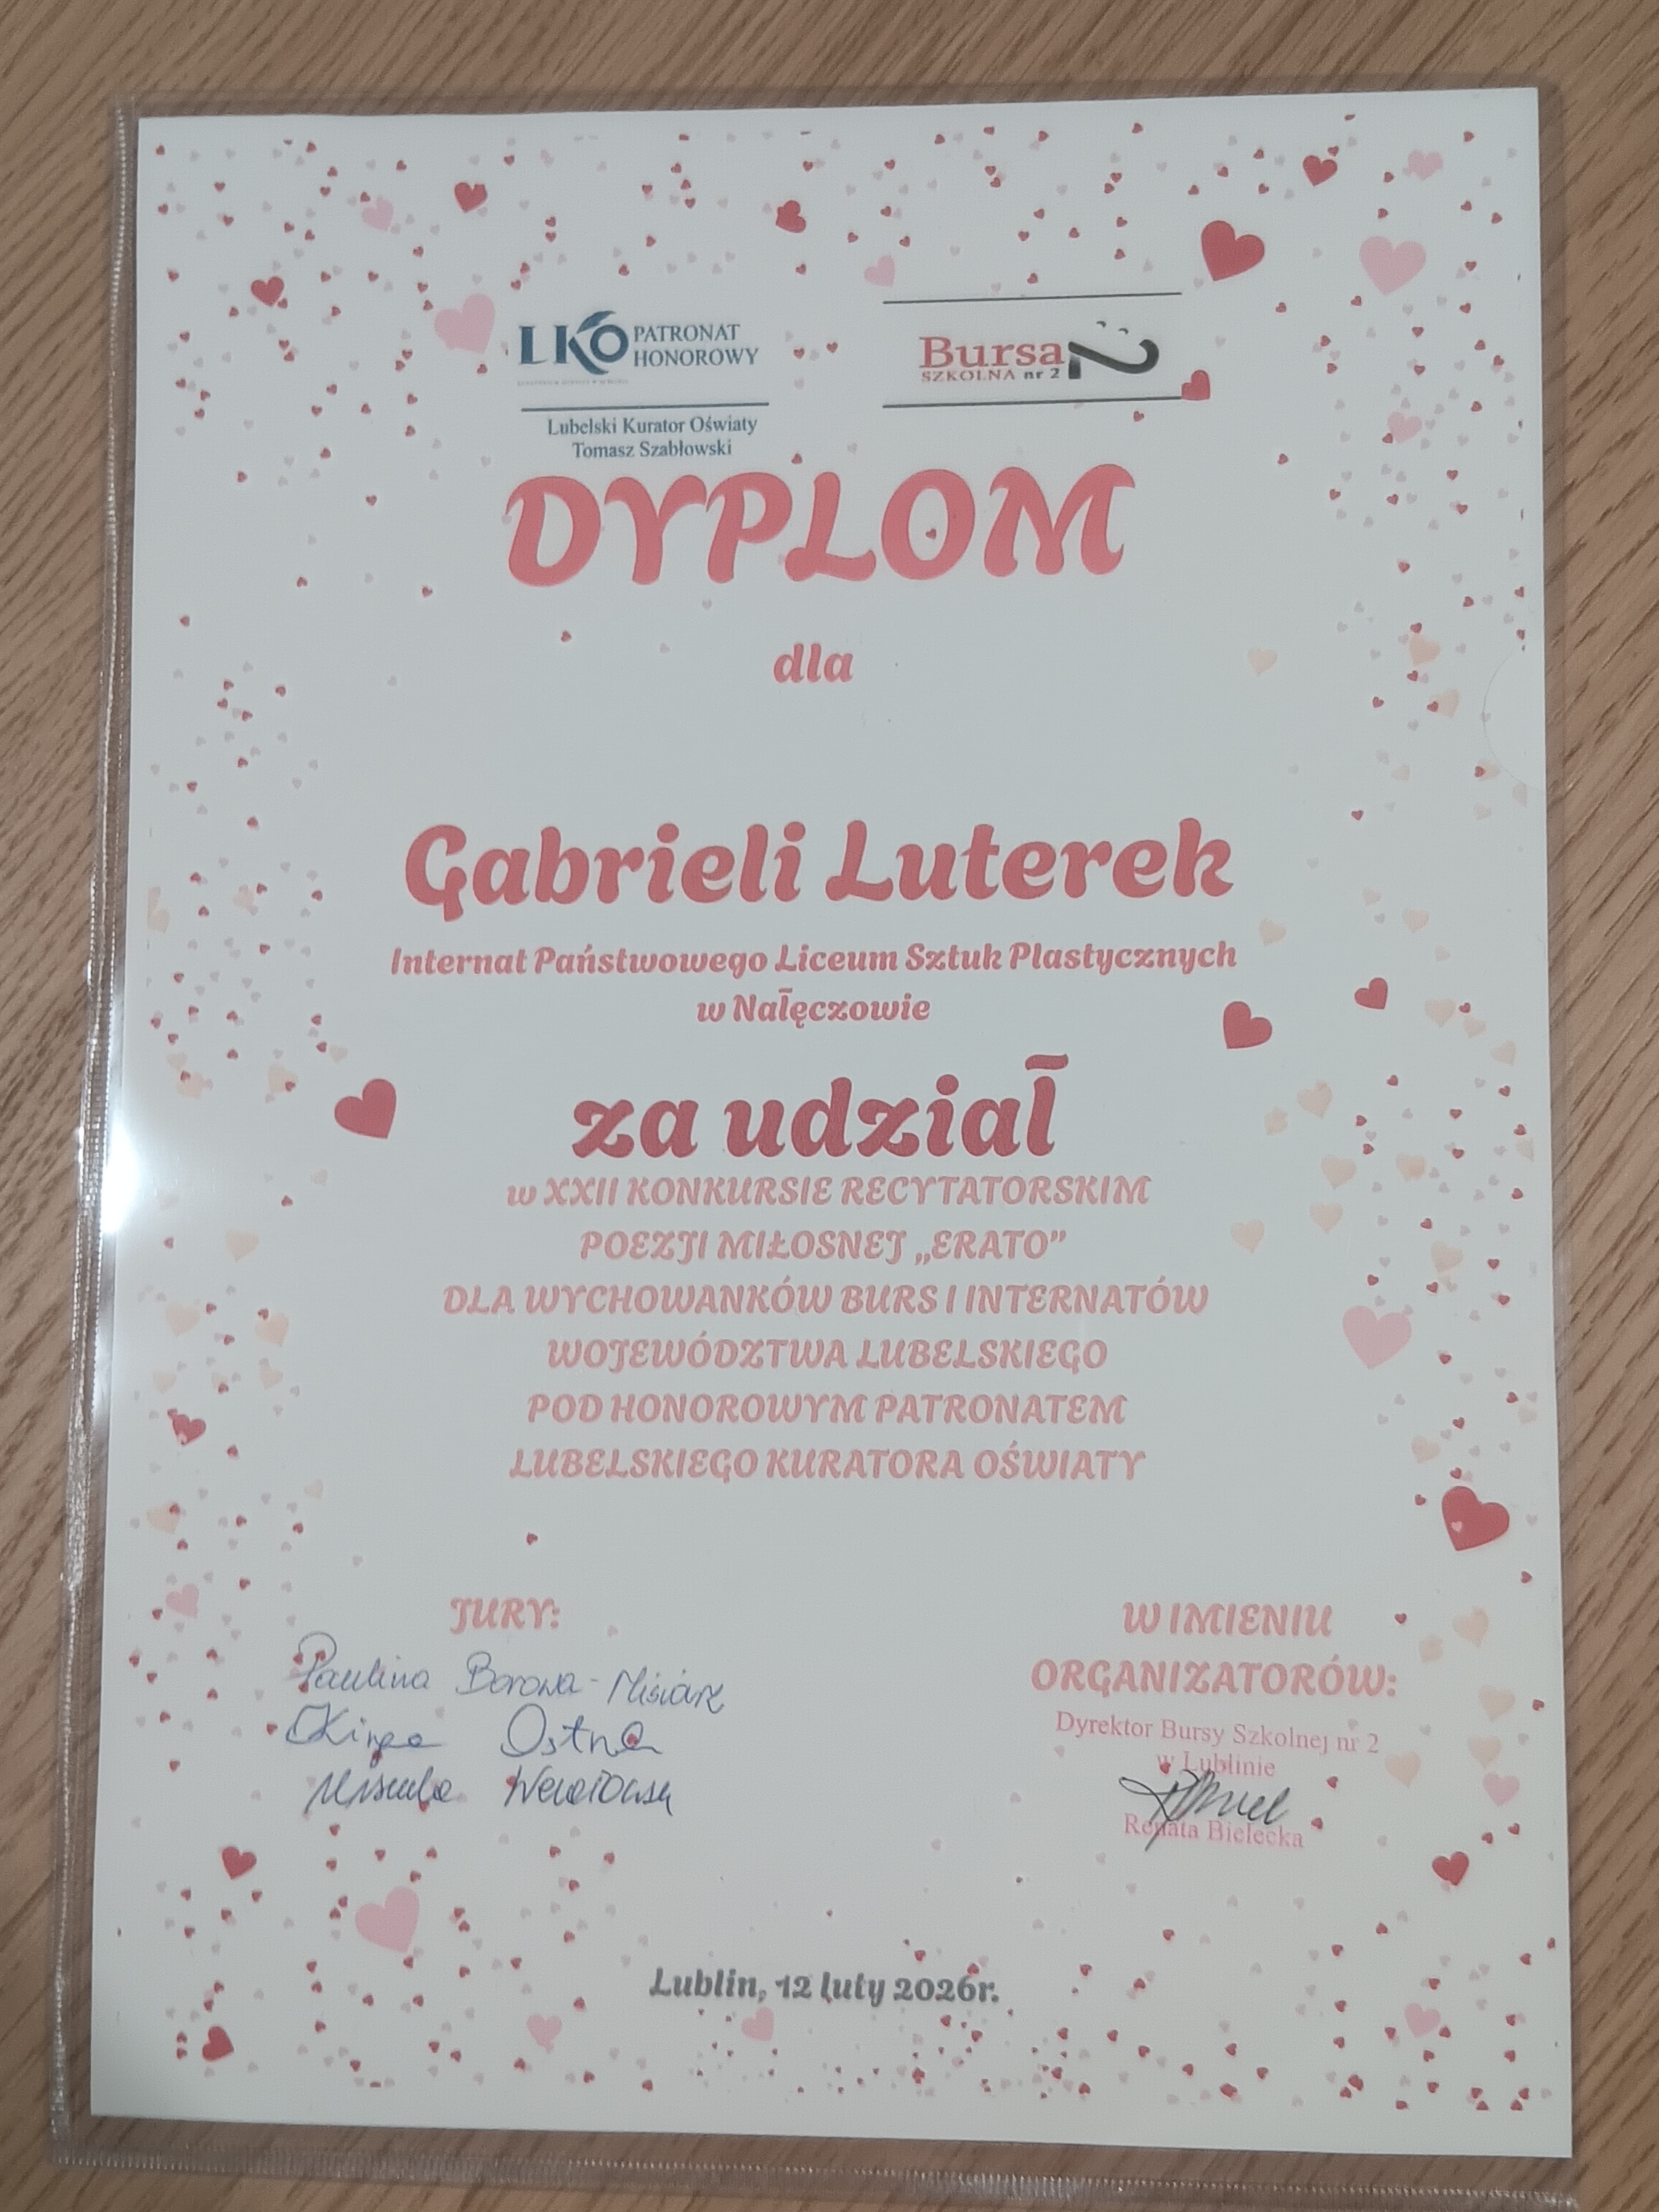 LKO PATRONAT
HONOROWY
Lubelski Kurator Oświaty
Tomasz Szabłowski
Bursa
SZKOLNA nr 2
DYPLOM
dla
Gabrieli Luterek
Internat Państwowego Liceum Sztuk Plastycznych
w Nałęczowie
za udział
w XXII KONKURSIE RECYTATORSKIM
POEZJI MIŁOSNEJ „ERATO”
DLA WYCHOWANKÓW BURS I INTERNATÓW
WOJEWÓDZTWA LUBELSKIEGO
POD HONOROWYM PATRONATEM
LUBELSKIEGO KURATORA OŚWIATY
JURY:
Paulina Borowa-Misiarz
Kinga
W IMIENIU
ORGANIZATORÓW:
Dyrektor Bursy Szkolnej nr 2
w Lublinie
Renata Bielecka
Lublin, 12 luty 2026r.